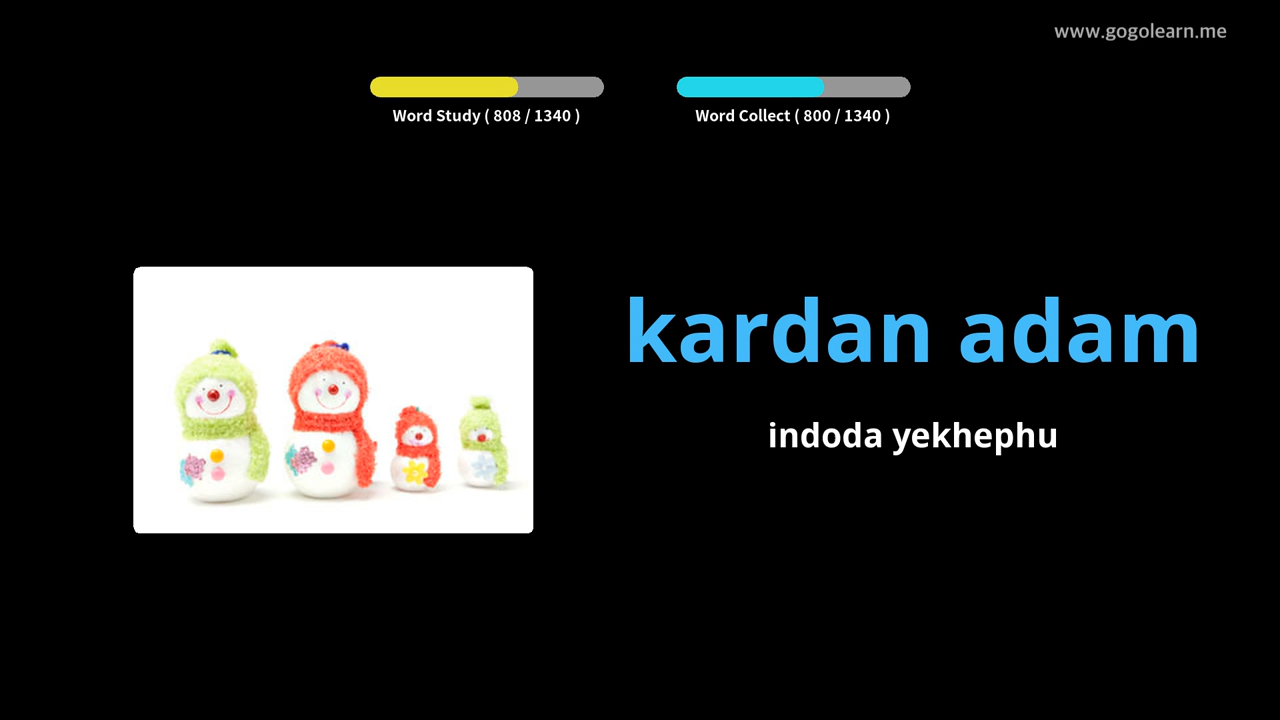 www.gogolearn.me
Word Study ( 808 / 1340 )
Word Collect ( 800 / 1340 )
kardan adam
indoda yekhephu